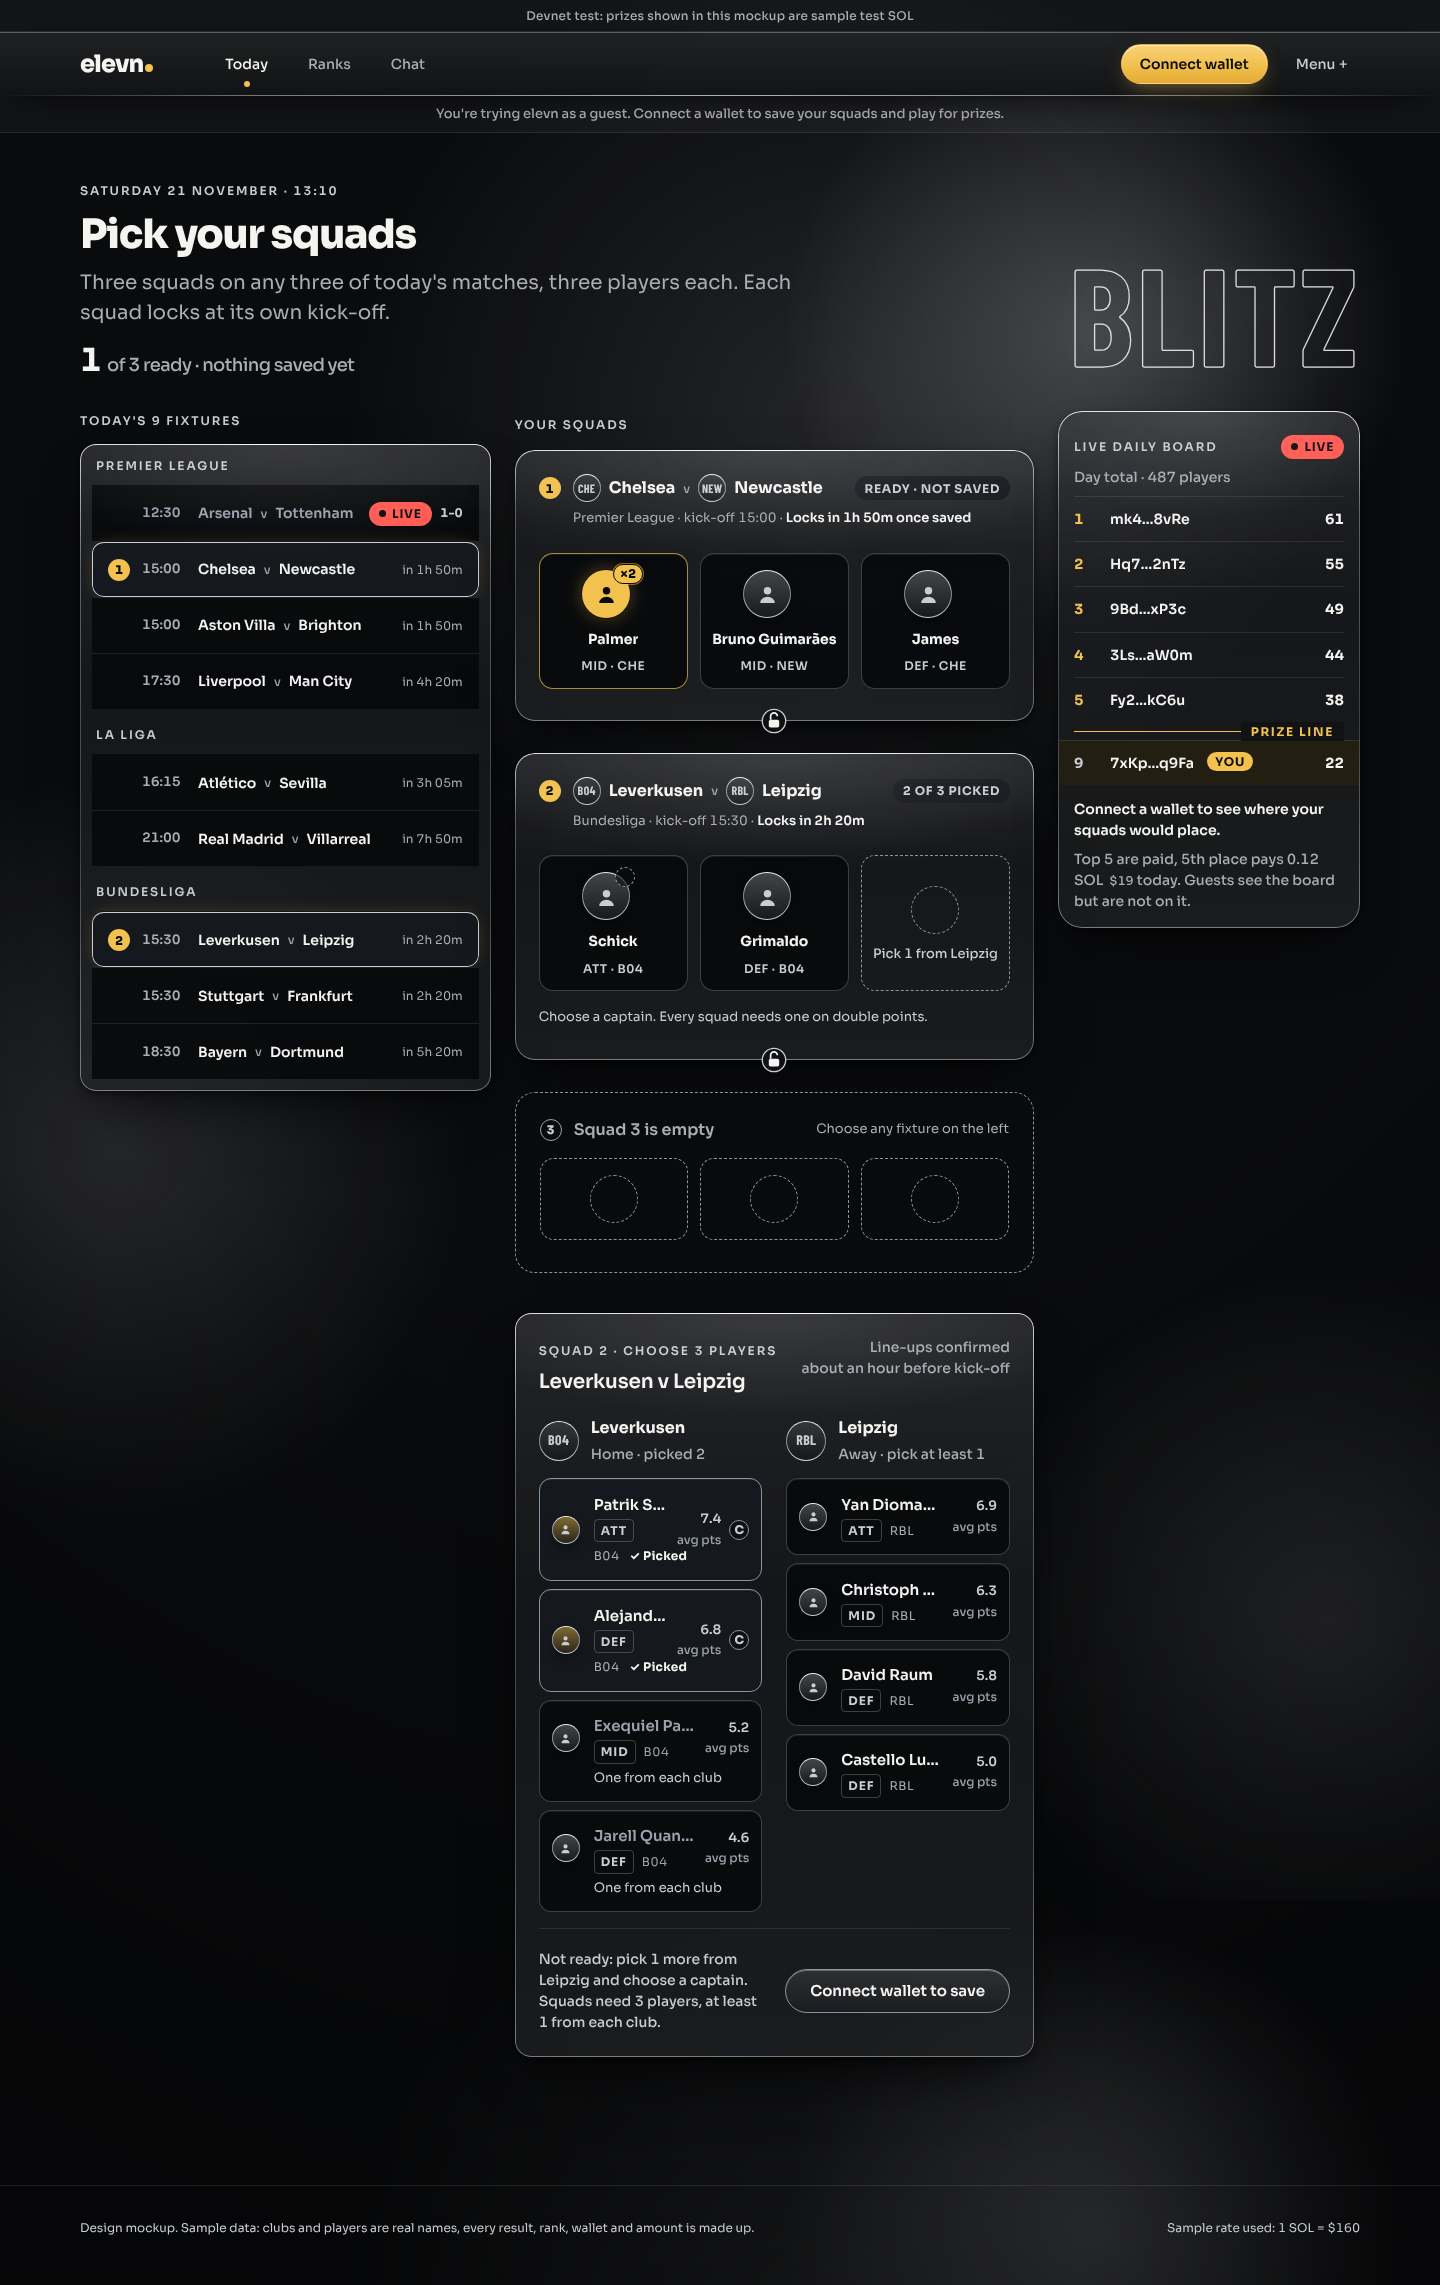 Devnet test: prizes shown in this mockup are sample test SOL
elevn.
Today
Ranks
Chat
Connect wallet
Menu +
You're trying elevn as a guest. Connect a wallet to save your squads and play for prizes.
SATURDAY 21 NOVEMBER · 13:10
Pick your squads
Three squads on any three of today's matches, three players each. Each
squad locks at its own kick-off.
BLITZ
1 of 3 ready · nothing saved yet
TODAY'S 9 FIXTURES
PREMIER LEAGUE
12:30 Arsenal v Tottenham LIVE 1-0
1 15:00 Chelsea v Newcastle in 1h 50m
15:00 Aston Villa v Brighton in 1h 50m
17:30 Liverpool v Man City in 4h 20m
LA LIGA
16:15 Atlético v Sevilla in 3h 05m
21:00 Real Madrid v Villarreal in 7h 50m
BUNDESLIGA
2 15:30 Leverkusen v Leipzig in 2h 20m
15:30 Stuttgart v Frankfurt in 2h 20m
18:30 Bayern v Dortmund in 5h 20m
YOUR SQUADS
1 CHE Chelsea v NEW Newcastle READY · NOT SAVED
Premier League · kick-off 15:00 · Locks in 1h 50m once saved
×2
Palmer
MID · CHE
Bruno Guimarães
MID · NEW
James
DEF · CHE
2 B04 Leverkusen v RBL Leipzig 2 OF 3 PICKED
Bundesliga · kick-off 15:30 · Locks in 2h 20m
Schick
ATT · B04
Grimaldo
DEF · B04
Pick 1 from Leipzig
Choose a captain. Every squad needs one on double points.
3 Squad 3 is empty
Choose any fixture on the left
SQUAD 2 · CHOOSE 3 PLAYERS
Leverkusen v Leipzig
Line-ups confirmed
about an hour before kick-off
B04 Leverkusen
Home · picked 2
Patrik S...
ATT
B04 ✓ Picked
7.4
avg pts
C
Alejand...
DEF
B04 ✓ Picked
6.8
avg pts
C
Exequiel Pa...
MID B04
One from each club
5.2
avg pts
Jarell Quan...
DEF B04
One from each club
4.6
avg pts
RBL Leipzig
Away · pick at least 1
Yan Dioma...
ATT RBL
6.9
avg pts
Christoph ...
MID RBL
6.3
avg pts
David Raum
DEF RBL
5.8
avg pts
Castello Lu...
DEF RBL
5.0
avg pts
Not ready: pick 1 more from
Leipzig and choose a captain.
Squads need 3 players, at least
1 from each club.
Connect wallet to save
LIVE DAILY BOARD
LIVE
Day total · 487 players
1 mk4...8vRe 61
2 Hq7...2nTz 55
3 9Bd...xP3c 49
4 3Ls...aW0m 44
5 Fy2...kC6u 38
PRIZE LINE
9 7xKp...q9Fa YOU 22
Connect a wallet to see where your
squads would place.
Top 5 are paid, 5th place pays 0.12
SOL $19 today. Guests see the board
but are not on it.
Design mockup. Sample data: clubs and players are real names, every result, rank, wallet and amount is made up.
Sample rate used: 1 SOL = $160